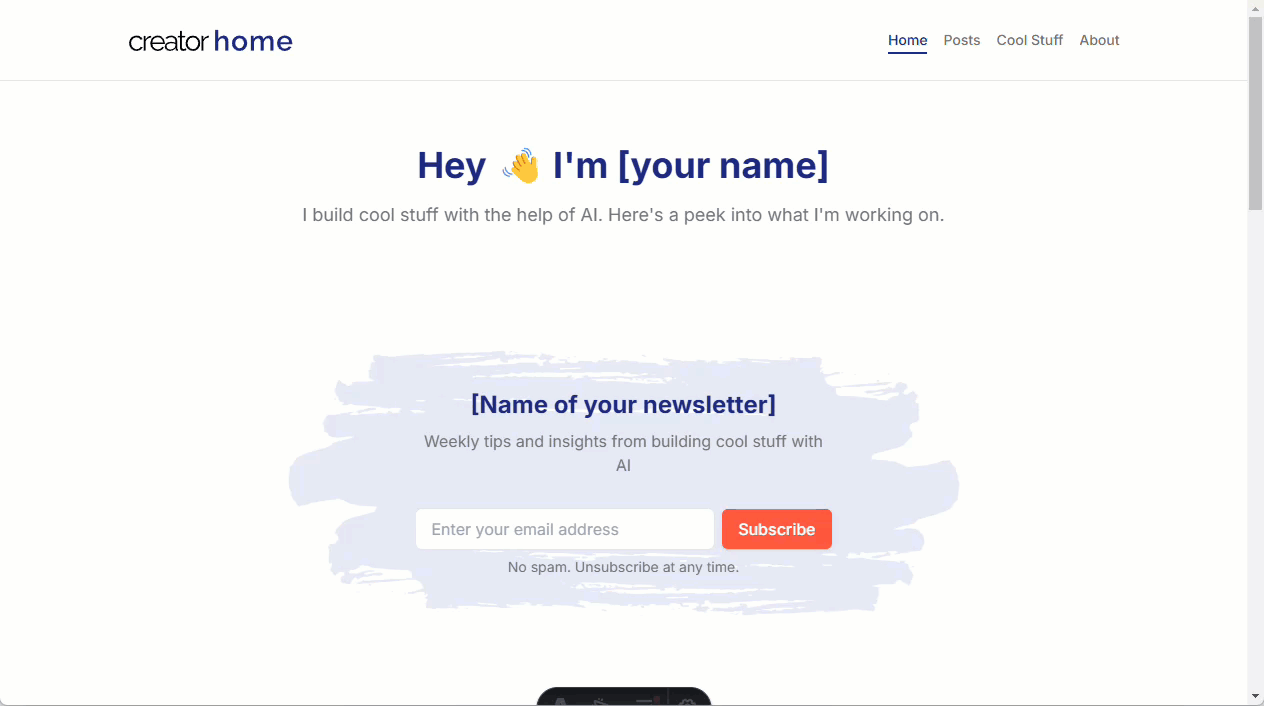 creator home
Home Posts Cool Stuff About
Hey 👋 I'm [your name]
I build cool stuff with the help of AI. Here's a peek into what I'm working on.
[Name of your newsletter]
Weekly tips and insights from building cool stuff with
AI
Enter your email address Subscribe
No spam. Unsubscribe at any time.